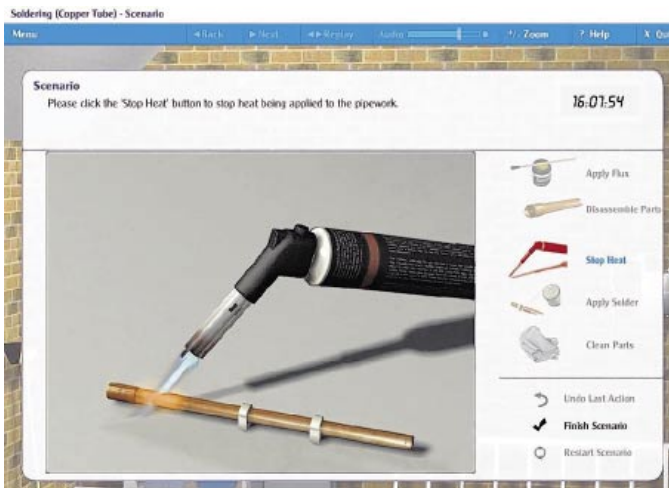 Soldering (Copper Tube) - Scenario
Menu
Back
Next
Replay
Audio
+/- Zoom
? Help
X Qu
Scenario
Please click the 'Stop Heat' button to stop heat being applied to the pipework.
16:07:54
Apply Flux
Disassemble Parts
Stop Heat
Apply Solder
Clean Parts
Undo Last Action
Finish Scenario
Restart Scenario